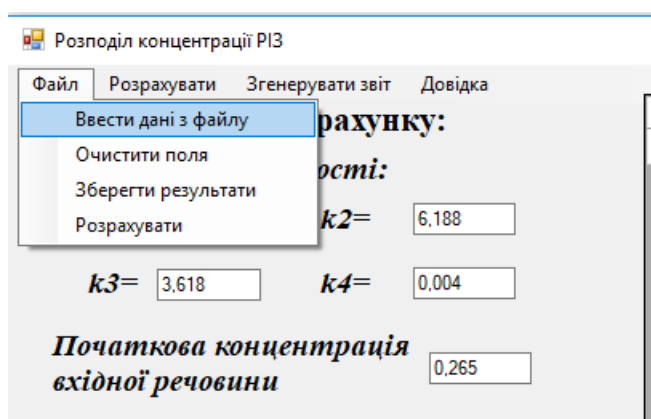 Розподіл концентрації РІЗ
Файл Розрахувати Згенерувати звіт Довідка
Ввести дані з файлу
рахунку:
Очистити поля
ості:
Зберегти результати
Розрахувати
k2= 6,188
k3= 3,618 k4= 0,004
Початкова концентрація
вхідної речовини 0,265